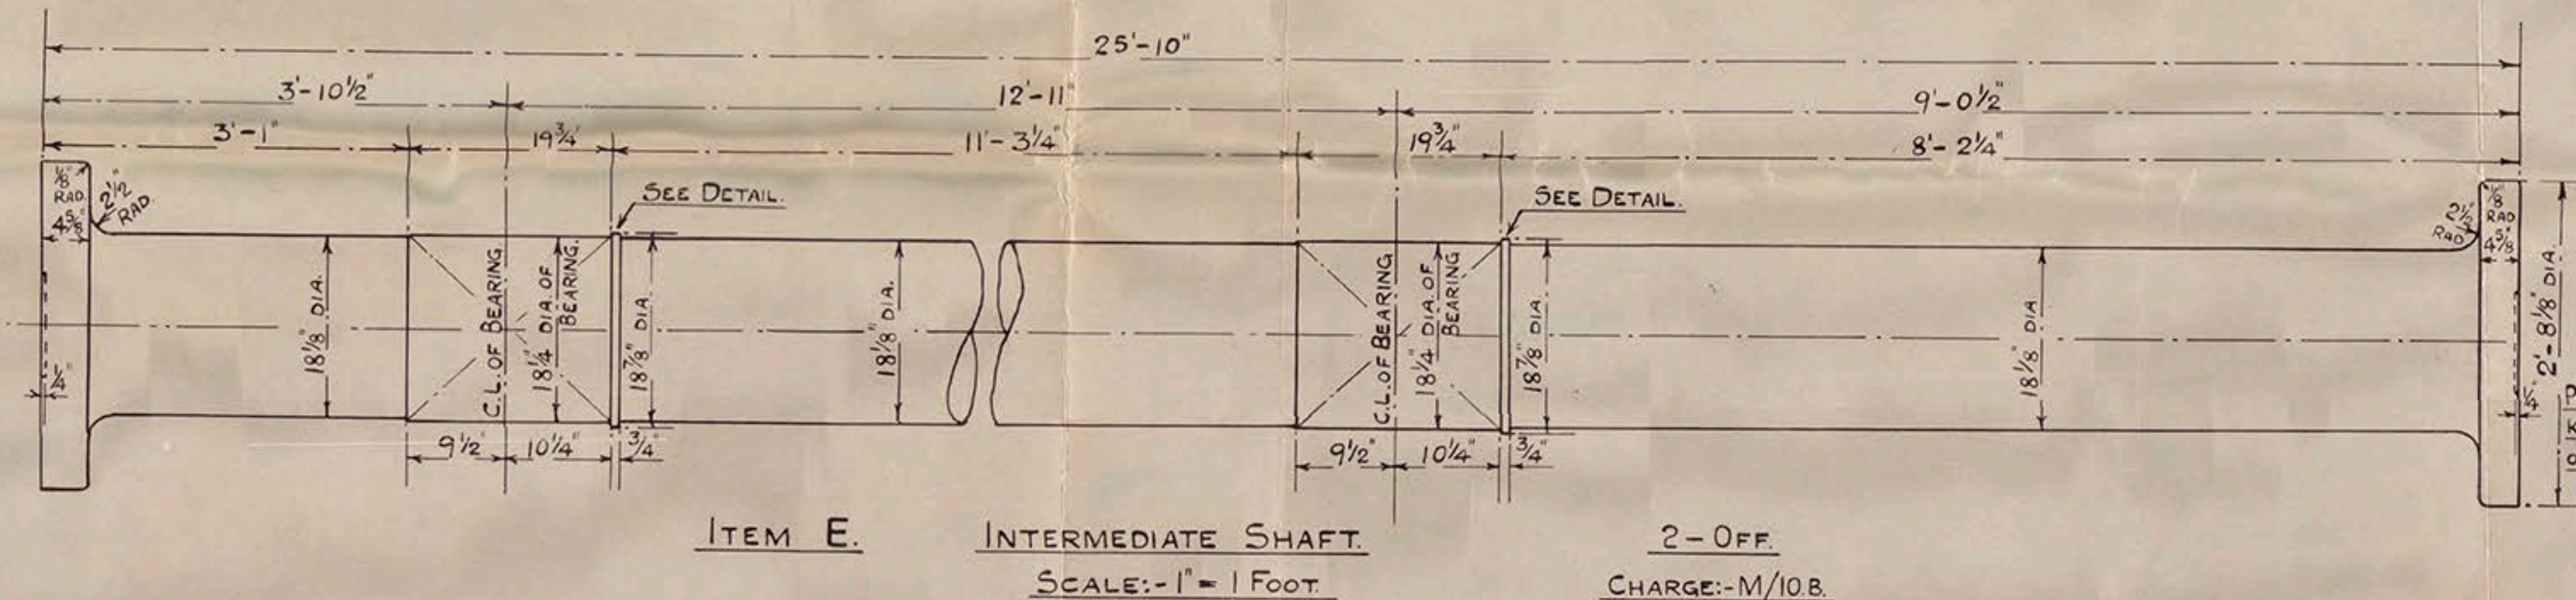 25'-10"
3'-10½"
12'-11"
9'-0½"
3'-1"
19¾"
11'-3¼"
19¾"
8'-2¼"
⅛" RAD.
2½" RAD.
4⅝"
SEE DETAIL.
SEE DETAIL.
2½" RAD.
⅛" RAD
4⅝"
18⅛" DIA.
C.L. OF BEARING.
18¼" DIA. OF BEARING.
18⅞" DIA.
18⅛" DIA.
C.L. OF BEARING
18¼" DIA. OF BEARING
18⅞" DIA.
18⅛" DIA
2'-8⅛" DIA.
¼"
¼"
9½"
10¼"
¾"
9½"
10¼"
¾"
ITEM E.
INTERMEDIATE SHAFT.
2-OFF.
SCALE:- 1" = 1 FOOT.
CHARGE:- M/10.B.